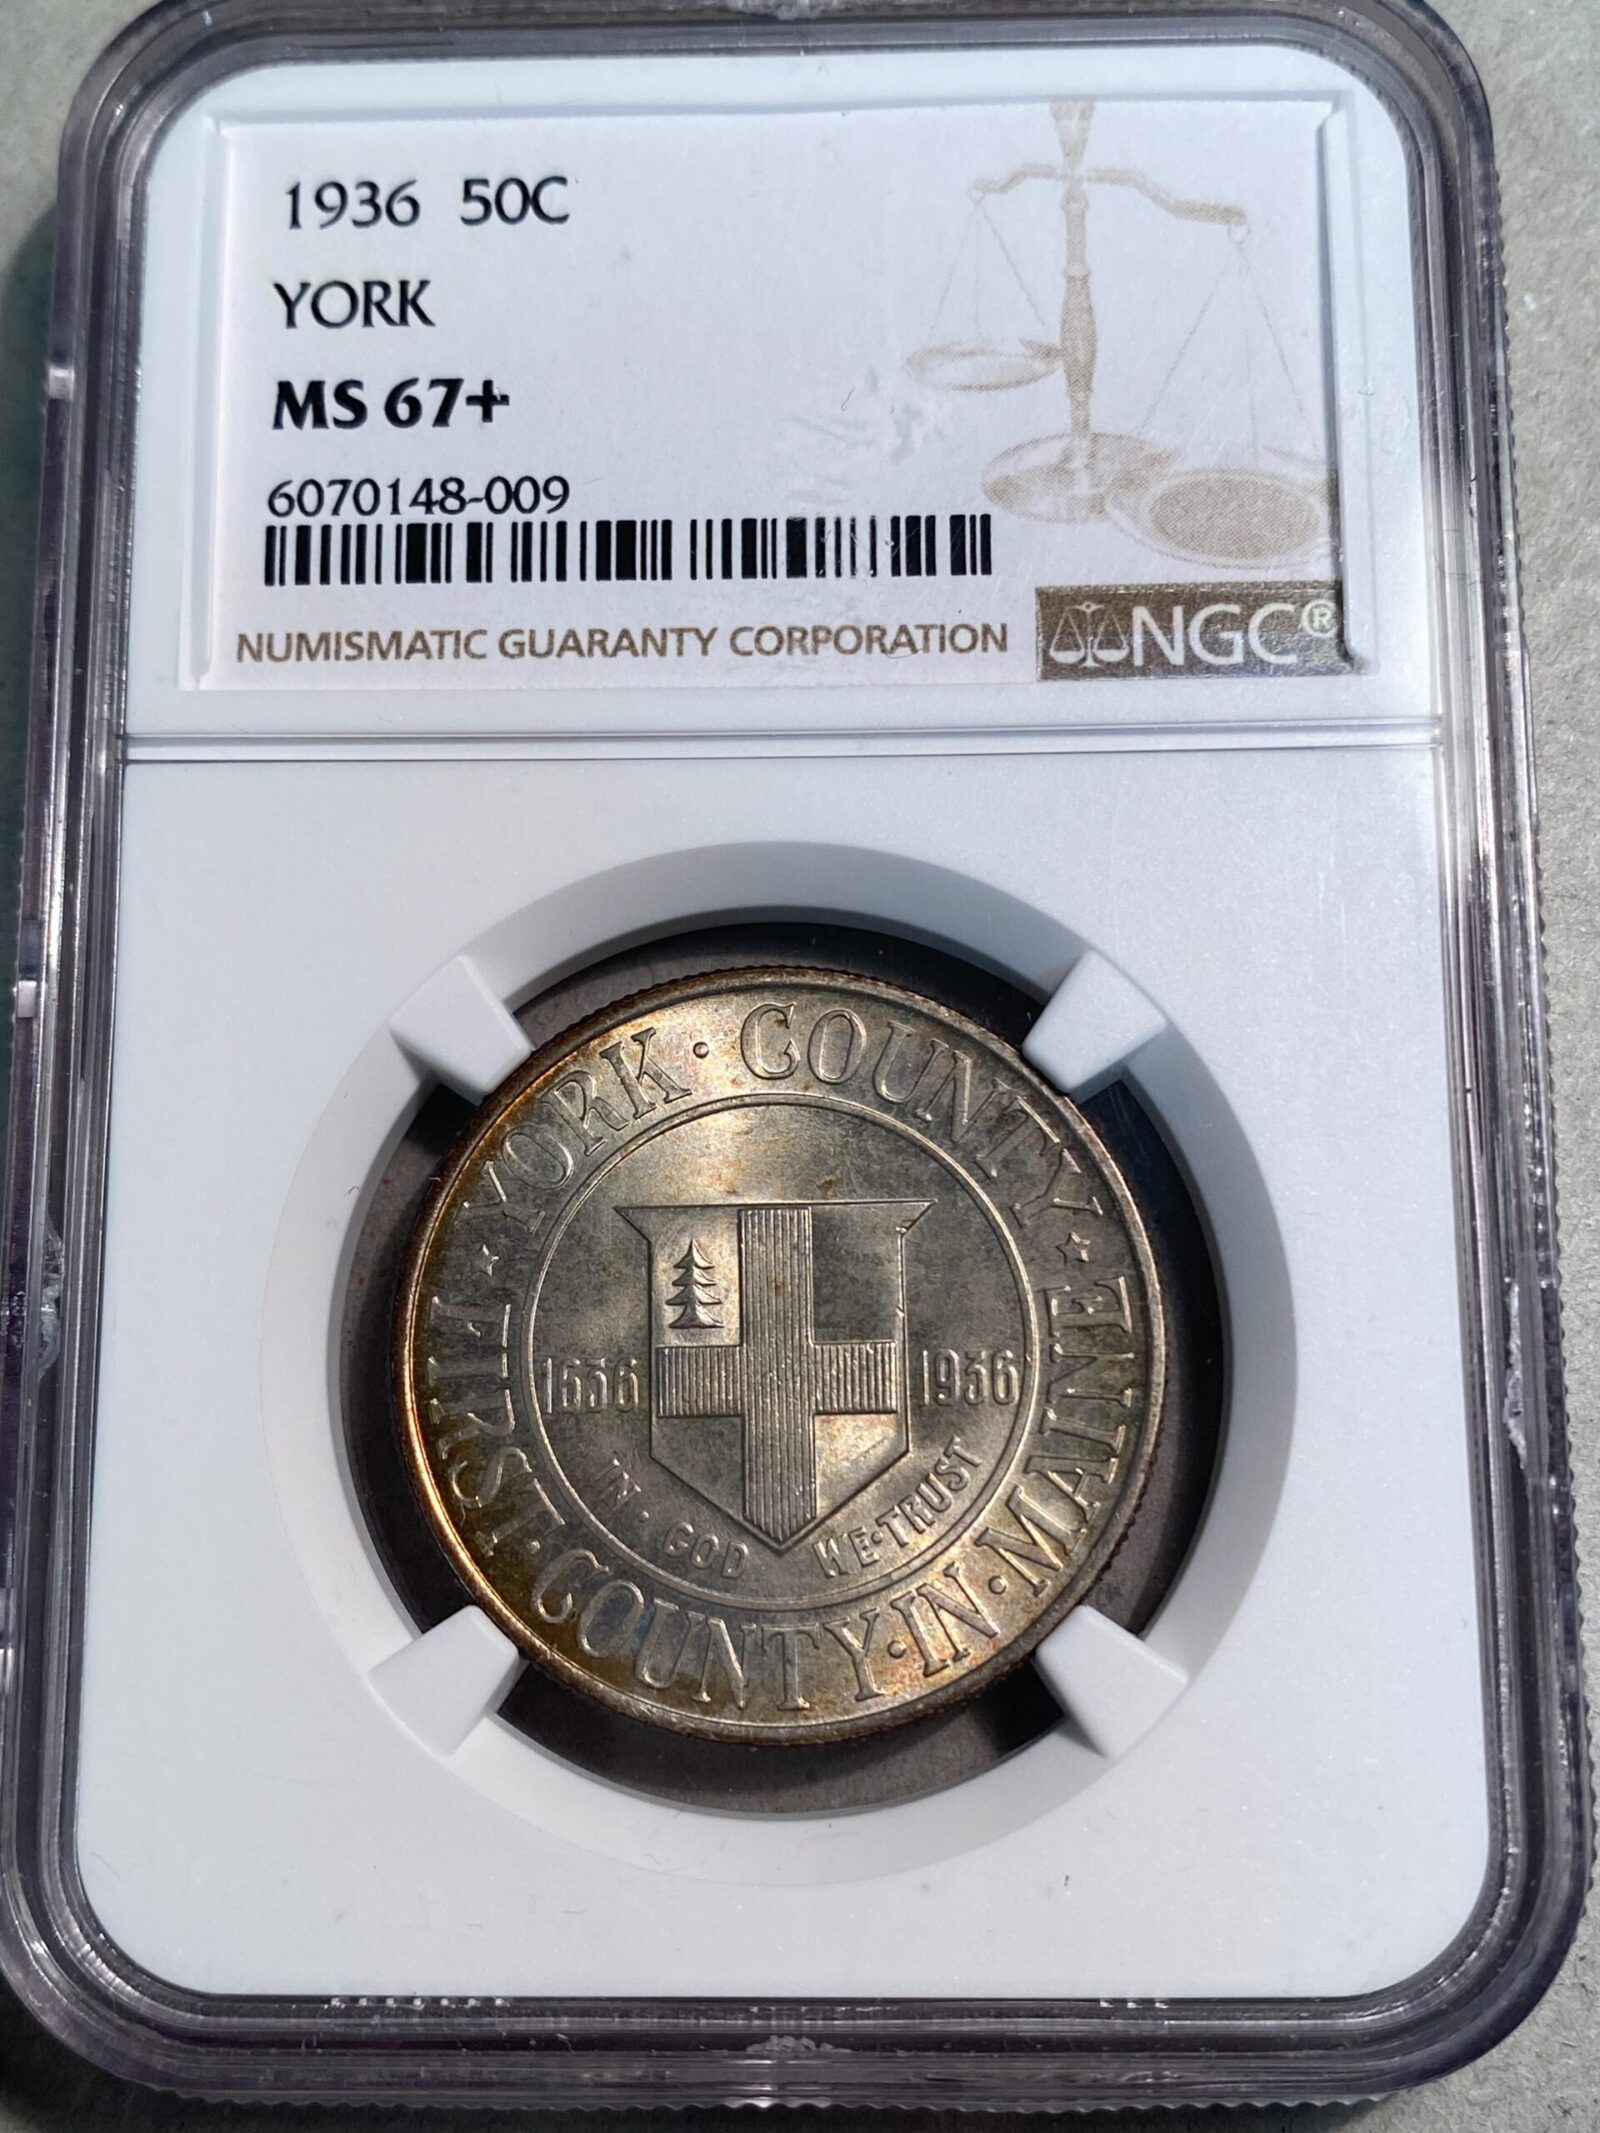 1936 50C
YORK
MS 67+
6070148-009
NUMISMATIC GUARANTY CORPORATION
NGC®
YORK · COUNTY
FIRST · COUNTY · IN · MAINE
1636 1936
IN · GOD WE · TRUST